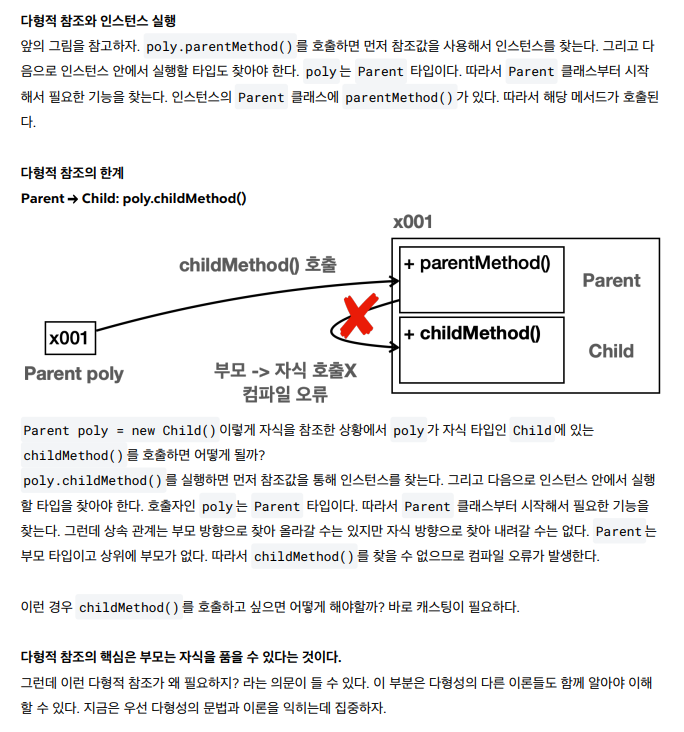 다형적 참조와 인스턴스 실행
앞의 그림을 참고하자. poly.parentMethod() 를 호출하면 먼저 참조값을 사용해서 인스턴스를 찾는다. 그리고 다
음으로 인스턴스 안에서 실행할 타입도 찾아야 한다. poly 는 Parent 타입이다. 따라서 Parent 클래스부터 시작
해서 필요한 기능을 찾는다. 인스턴스의 Parent 클래스에 parentMethod() 가 있다. 따라서 해당 메서드가 호출된
다.
다형적 참조의 한계
Parent → Child: poly.childMethod()
x001
childMethod() 호출
+ parentMethod()
Parent
x001
+ childMethod()
Child
Parent poly
부모 -> 자식 호출X
컴파일 오류
Parent poly = new Child() 이렇게 자식을 참조한 상황에서 poly 가 자식 타입인 Child 에 있는
childMethod() 를 호출하면 어떻게 될까?
poly.childMethod() 를 실행하면 먼저 참조값을 통해 인스턴스를 찾는다. 그리고 다음으로 인스턴스 안에서 실행
할 타입을 찾아야 한다. 호출자인 poly 는 Parent 타입이다. 따라서 Parent 클래스부터 시작해서 필요한 기능을
찾는다. 그런데 상속 관계는 부모 방향으로 찾아 올라갈 수는 있지만 자식 방향으로 찾아 내려갈 수는 없다. Parent 는
부모 타입이고 상위에 부모가 없다. 따라서 childMethod() 를 찾을 수 없으므로 컴파일 오류가 발생한다.
이런 경우 childMethod() 를 호출하고 싶으면 어떻게 해야할까? 바로 캐스팅이 필요하다.
다형적 참조의 핵심은 부모는 자식을 품을 수 있다는 것이다.
그런데 이런 다형적 참조가 왜 필요하지? 라는 의문이 들 수 있다. 이 부분은 다형성의 다른 이론들도 함께 알아야 이해
할 수 있다. 지금은 우선 다형성의 문법과 이론을 익히는데 집중하자.